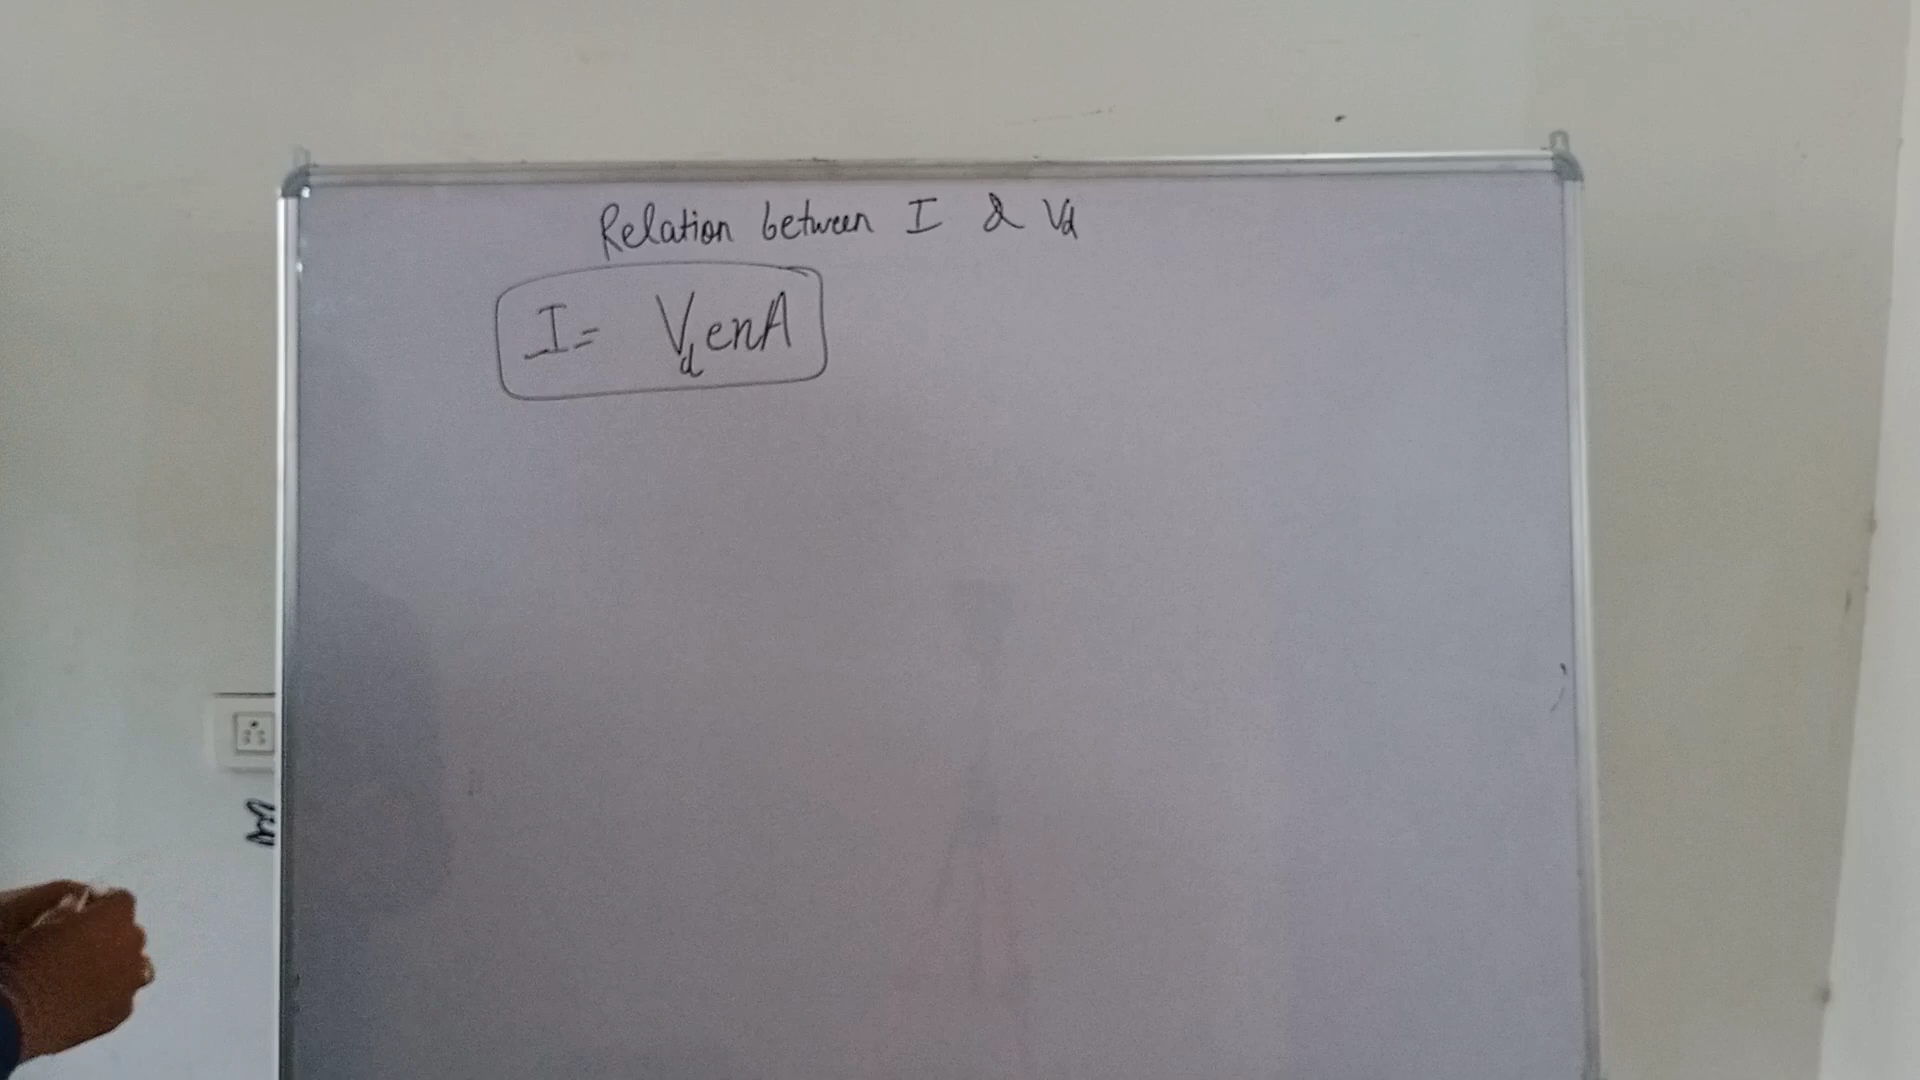 Relation between I & Vd
I = VdenA